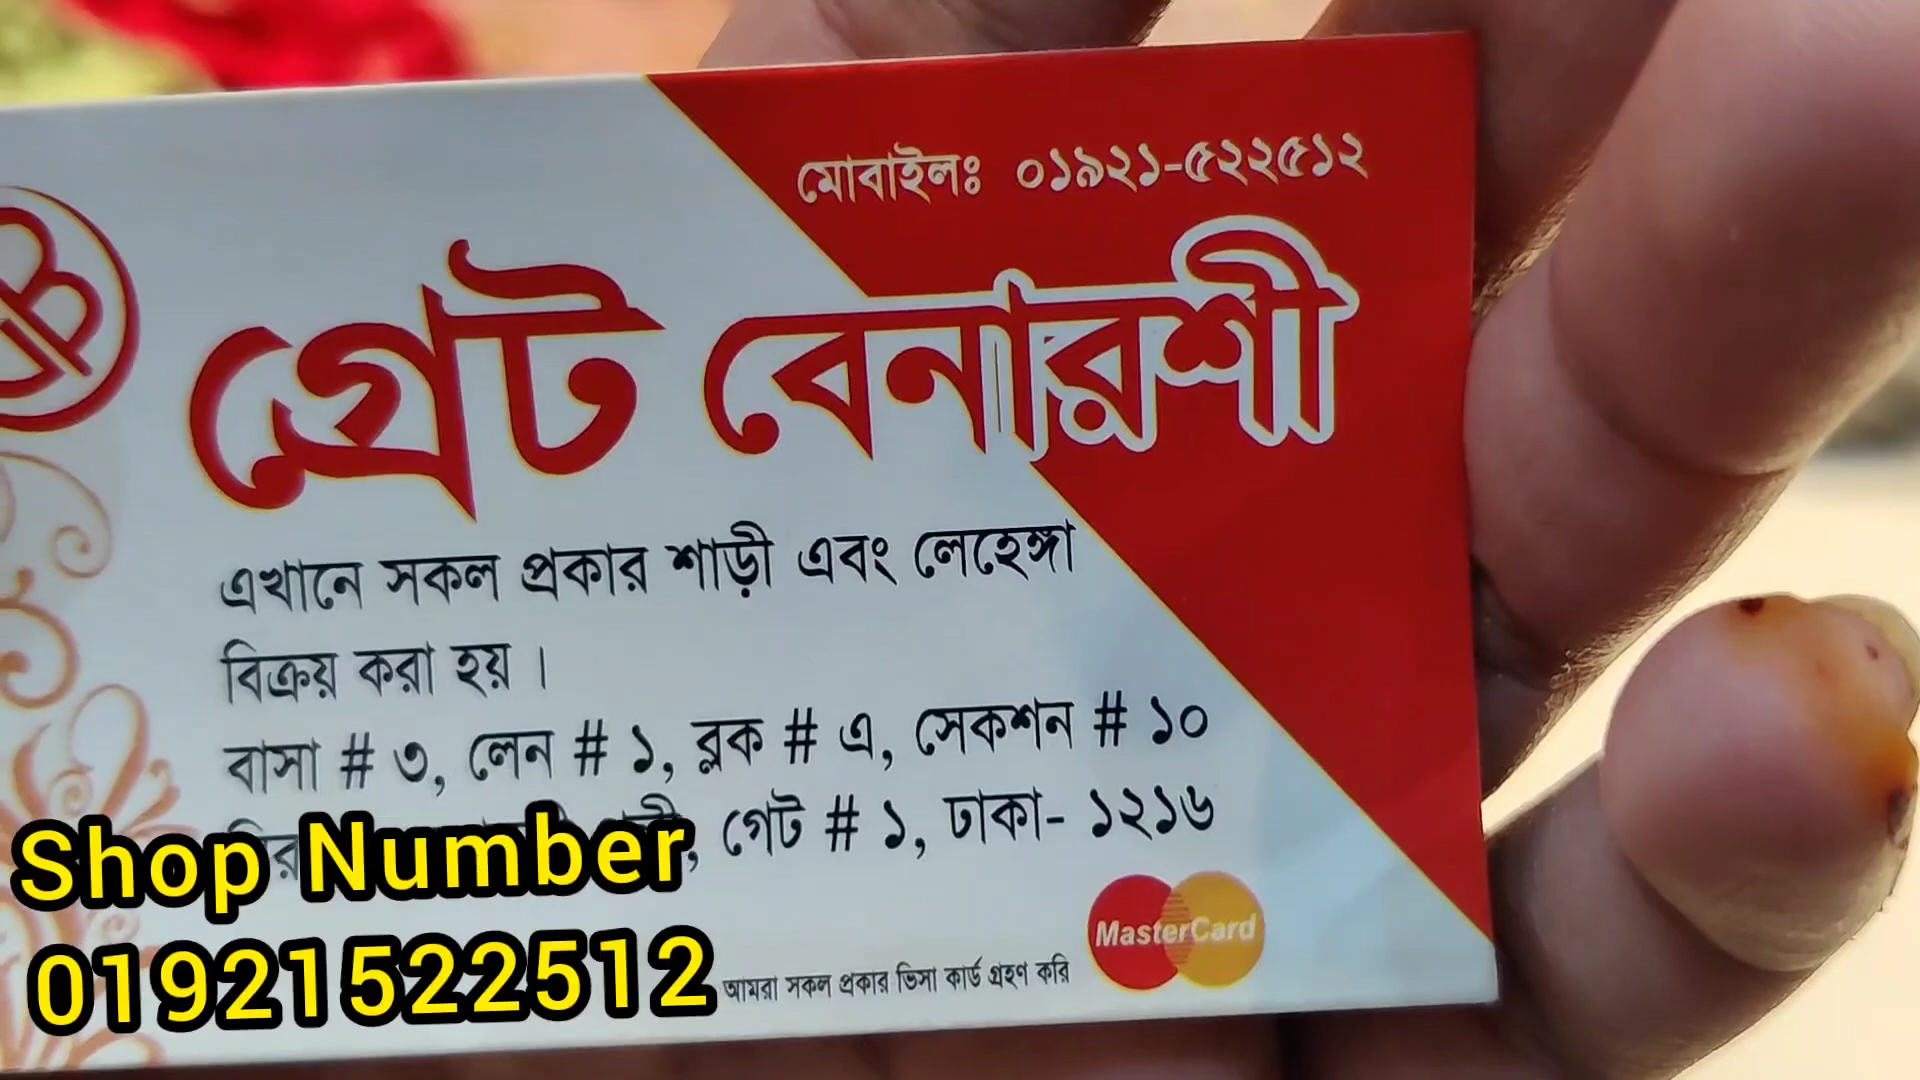 মোবাইলঃ ০১৯২১-৫২২৫১২
গ্রেট বেনারশী
এখানে সকল প্রকার শাড়ী এবং লেহেঙ্গা
বিক্রয় করা হয় ।
বাসা # ৩, লেন # ১, ব্লক # এ, সেকশন # ১০
গেট # ১, ঢাকা- ১২১৬
Shop Number
01921522512
আমরা সকল প্রকার ভিসা কার্ড গ্রহণ করি
MasterCard